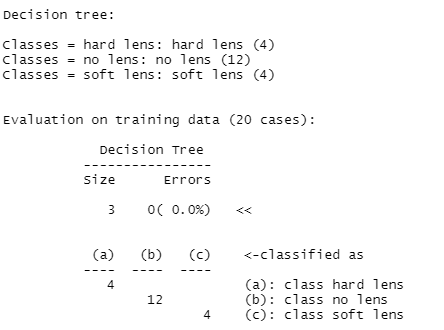 Decision tree:
Classes = hard lens: hard lens (4)
Classes = no lens: no lens (12)
Classes = soft lens: soft lens (4)
Evaluation on training data (20 cases):
Decision Tree
----------------
Size Errors
3 0( 0.0%) <<
(a) (b) (c) <-classified as
---- ---- ----
4 (a): class hard lens
12 (b): class no lens
4 (c): class soft lens